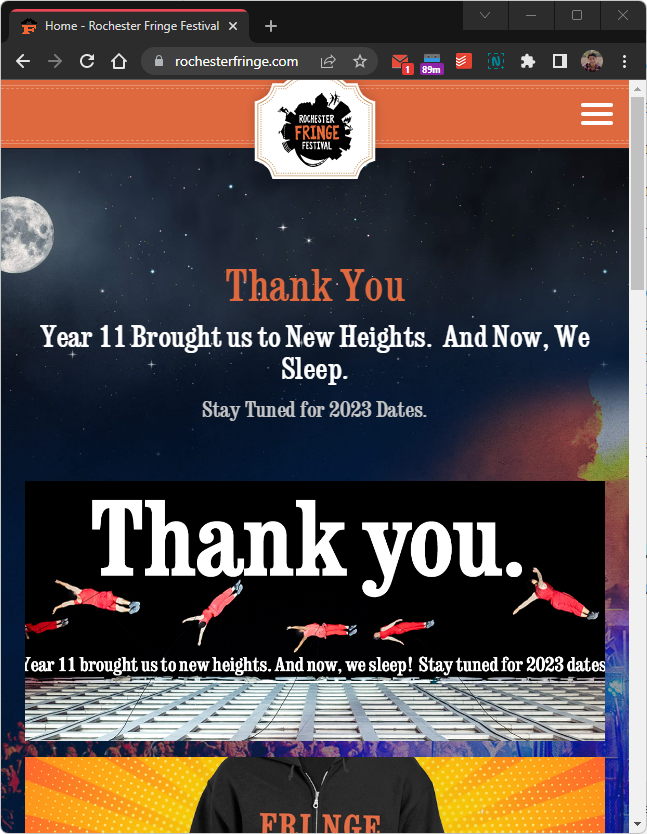 Home - Rochester Fringe Festival
rochesterfringe.com
1
89m
N
ROCHESTER
FRINGE
FESTIVAL
Thank You
Year 11 Brought us to New Heights. And Now, We
Sleep.
Stay Tuned for 2023 Dates.
Thank you.
Year 11 brought us to new heights. And now, we sleep! Stay tuned for 2023 dates
FRINGE